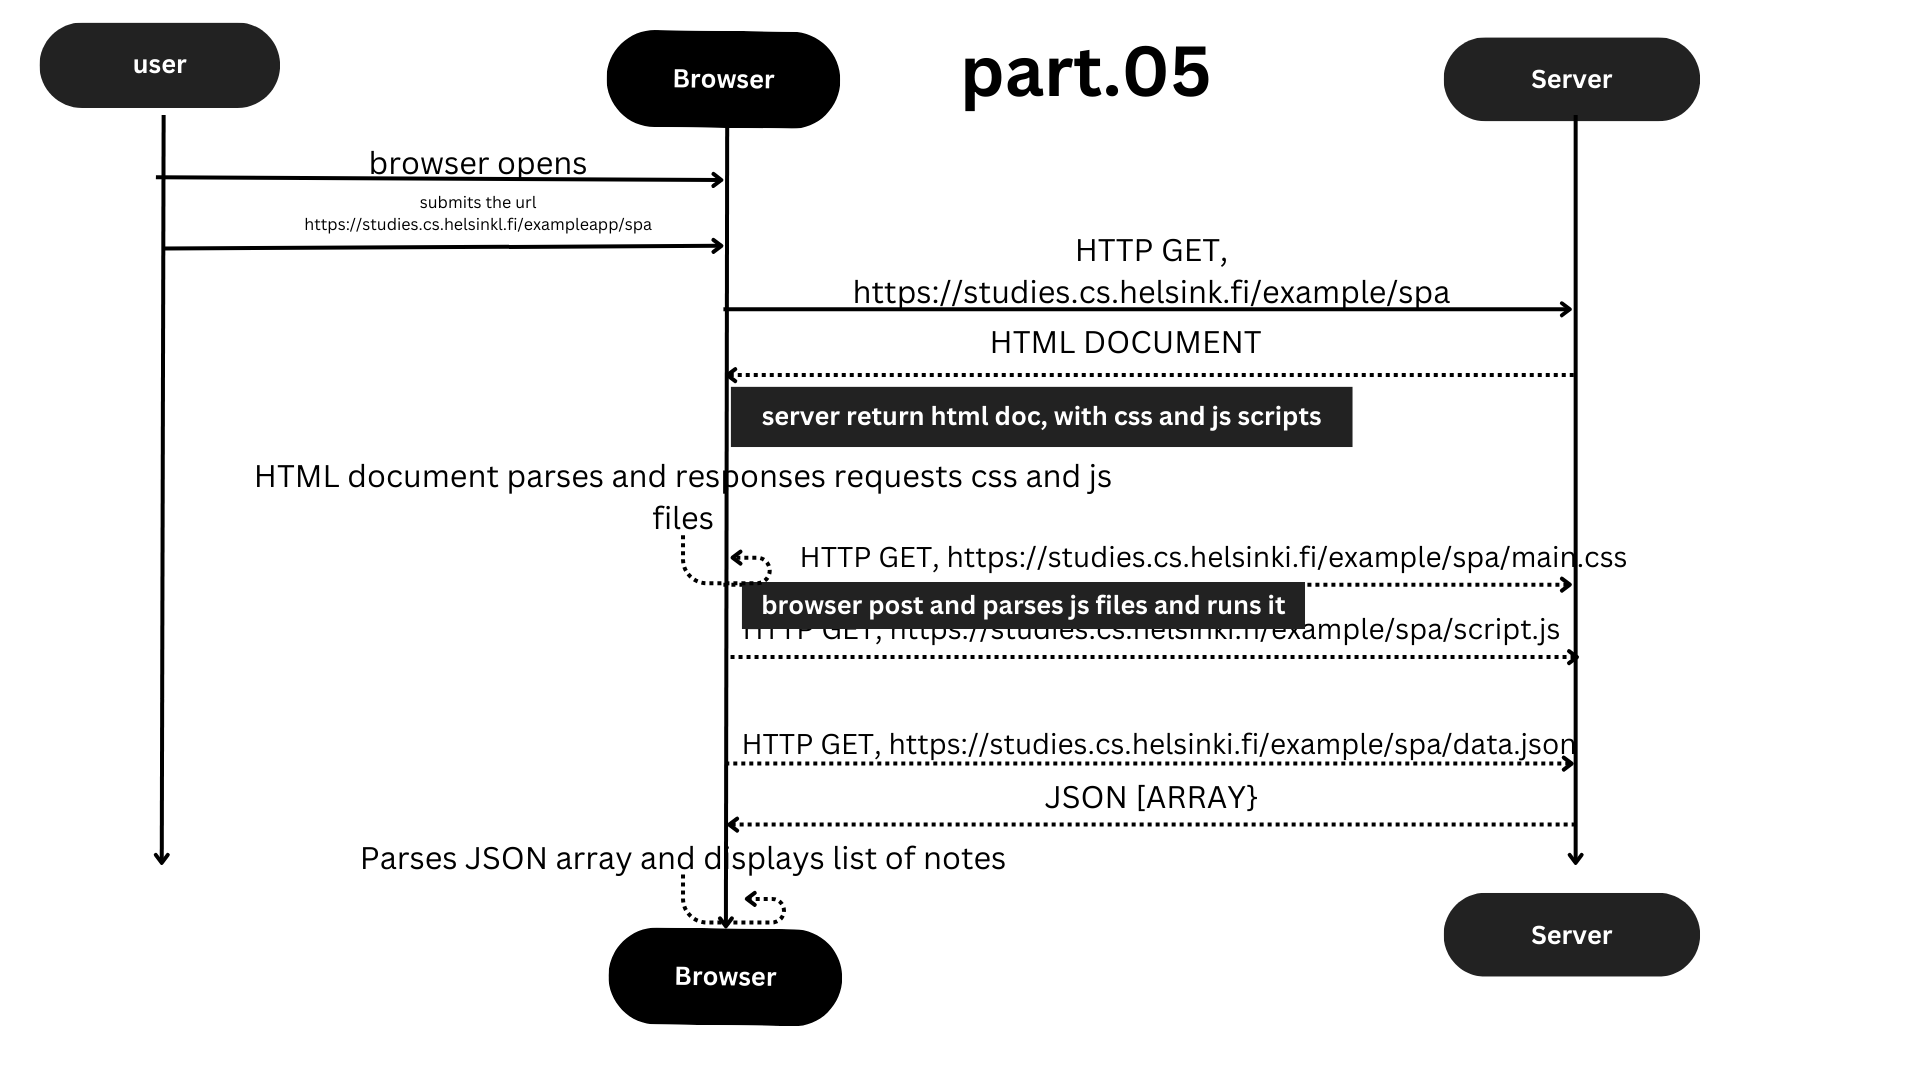 user
Browser
part.05
Server
browser opens
submits the url
https://studies.cs.helsinkl.fi/exampleapp/spa
HTTP GET,
https://studies.cs.helsink.fi/example/spa
HTML DOCUMENT
server return html doc, with css and js scripts
HTML document parses and responses requests css and js
files
HTTP GET, https://studies.cs.helsinki.fi/example/spa/main.css
browser post and parses js files and runs it
HTTP GET, https://studies.cs.helsinki.fi/example/spa/script.js
HTTP GET, https://studies.cs.helsinki.fi/example/spa/data.json
JSON [ARRAY}
Parses JSON array and displays list of notes
Server
Browser